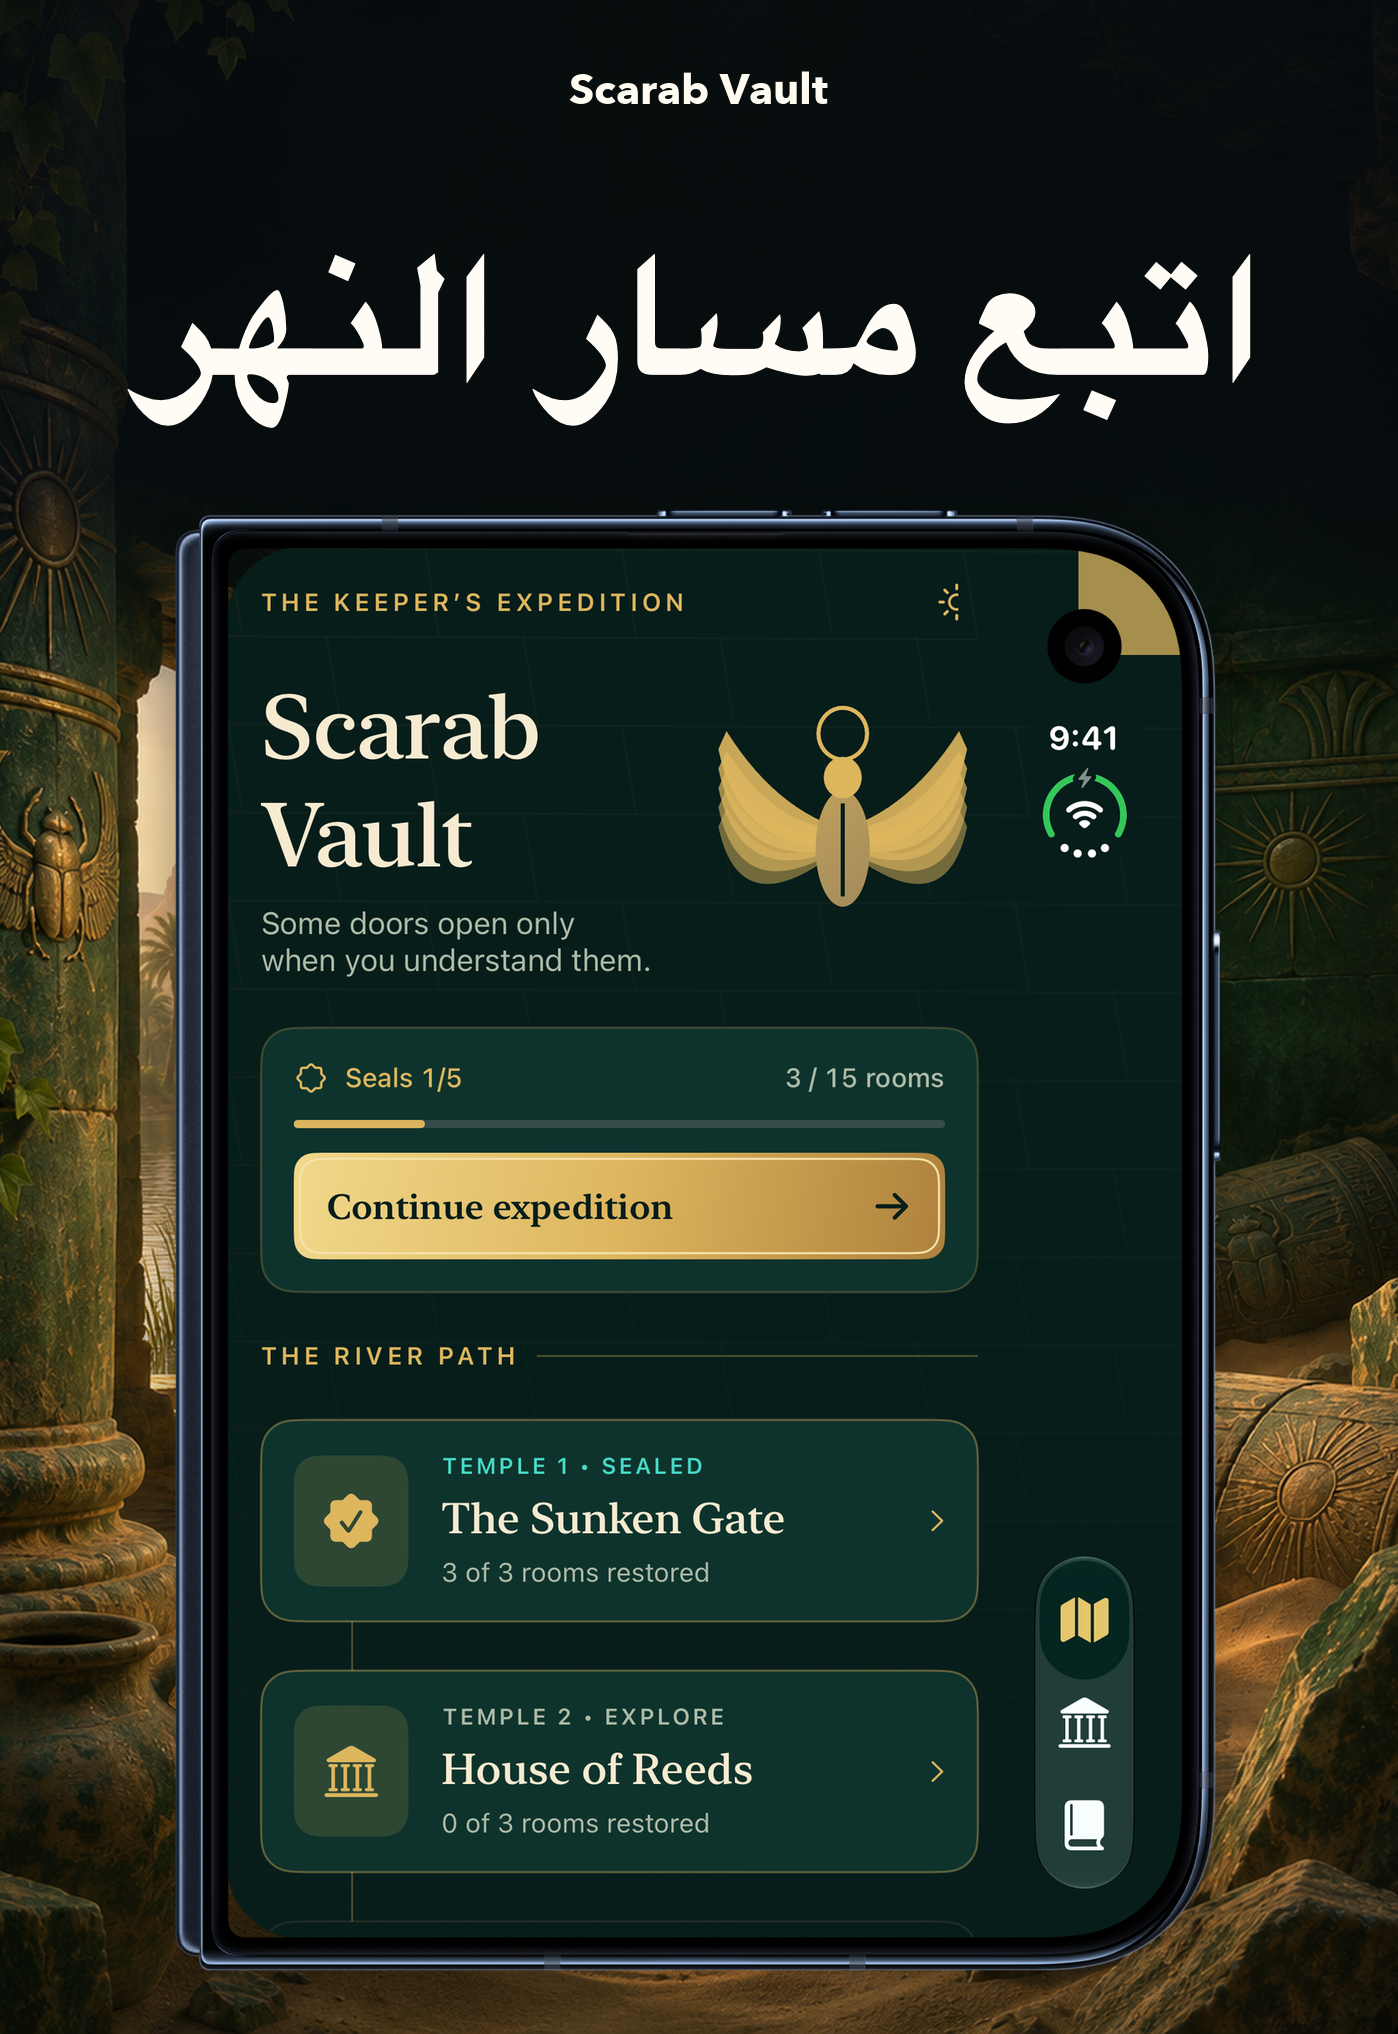 Scarab Vault
اتبع مسار النهر
THE KEEPER’S EXPEDITION
Scarab
Vault
9:41
Some doors open only
when you understand them.
Seals 1/5
3 / 15 rooms
Continue expedition
THE RIVER PATH
TEMPLE 1 • SEALED
The Sunken Gate
3 of 3 rooms restored
TEMPLE 2 • EXPLORE
House of Reeds
0 of 3 rooms restored